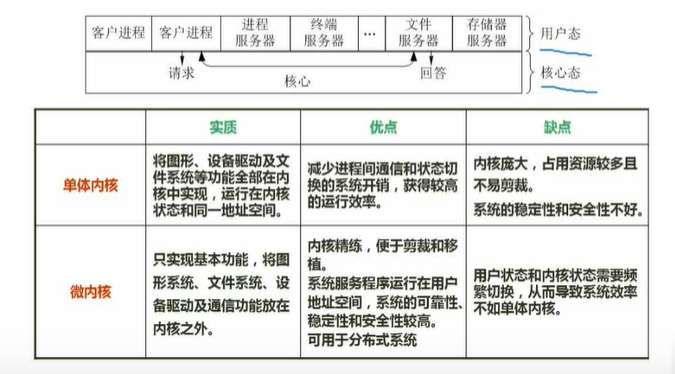 客户进程 客户进程 进程服务器 终端服务器 … 文件服务器 存储器服务器 用户态
请求 核心 回答 核心态
实质 优点 缺点
单体内核
将图形、设备驱动及文
件系统等功能全部在内
核中实现，运行在内核
状态和同一地址空间。
减少进程间通信和状态切
换的系统开销，获得较高
的运行效率。
内核庞大，占用资源较多且
不易剪裁。
系统的稳定性和安全性不好。
微内核
只实现基本功能，将图
形系统、文件系统、设
备驱动及通信功能放在
内核之外。
内核精练，便于剪裁和移
植。
系统服务程序运行在用户
地址空间，系统的可靠性、
稳定性和安全性较高。
可用于分布式系统
用户状态和内核状态需要频
繁切换，从而导致系统效率
不如单体内核。